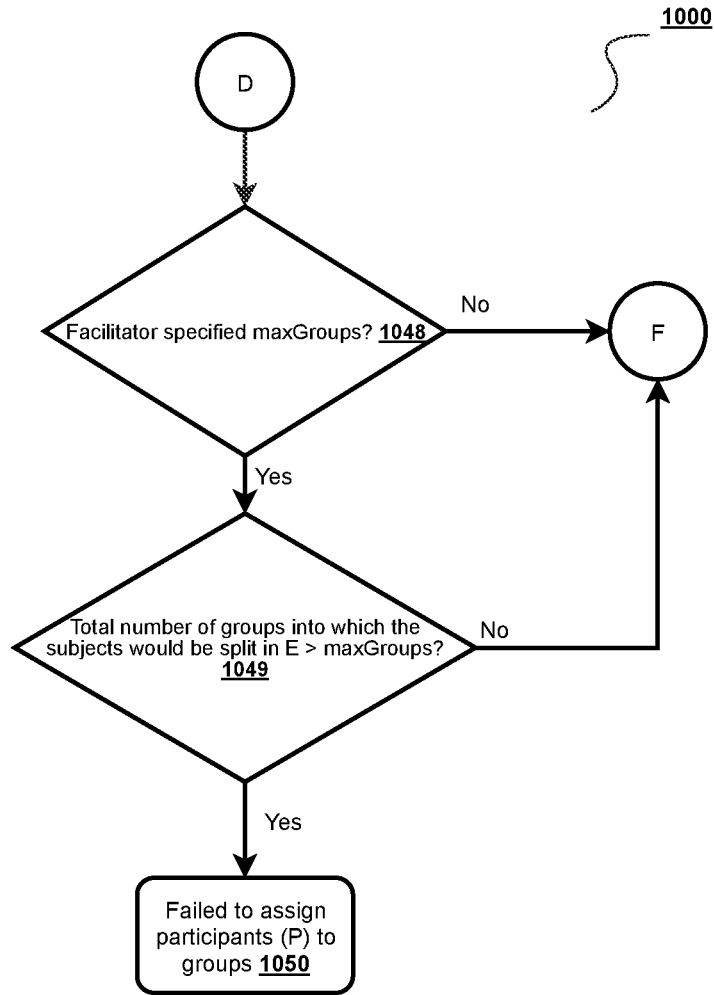 1000
D
Facilitator specified maxGroups? 1048
No
F
Yes
Total number of groups into which the
subjects would be split in E > maxGroups?
1049
No
Yes
Failed to assign
participants (P) to
groups 1050